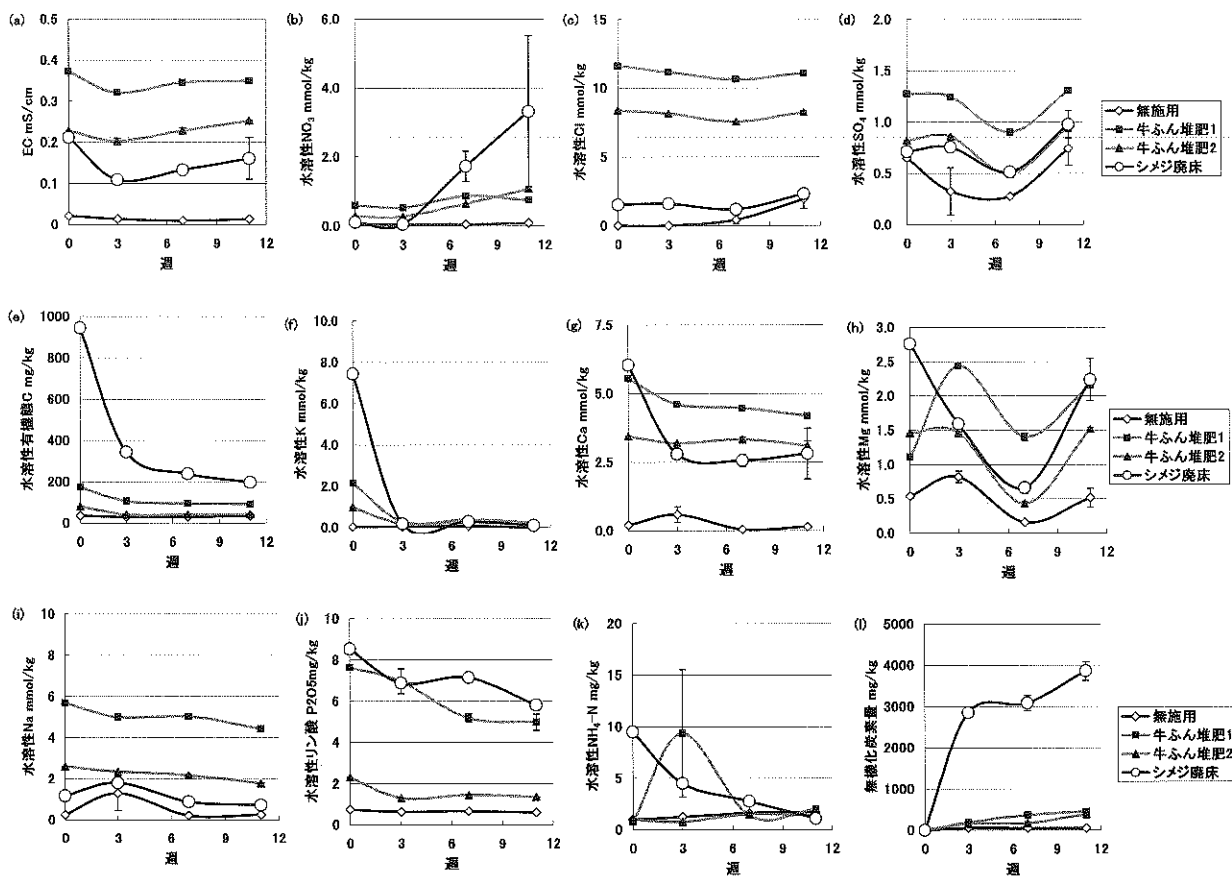 (a)
EC mS/cm
0.5
0.4
0.3
0.2
0.1
0
0 3 6 9 12
週
(b)
水溶性NO3 mmol/kg
6.0
4.0
2.0
0.0
0 3 6 9 12
週
(c)
水溶性Cl mmol/kg
15
10
5
0
0 3 6 9 12
週
(d)
水溶性SO4 mmol/kg
2.0
1.5
1.0
0.5
0.0
0 3 6 9 12
週
無施用
牛ふん堆肥1
牛ふん堆肥2
シメジ廃床
(e)
水溶性有機態C mg/kg
1000
800
600
400
200
0
0 3 6 9 12
週
(f)
水溶性K mmol/kg
10.0
8.0
6.0
4.0
2.0
0.0
0 3 6 9 12
週
(g)
水溶性Ca mmol/kg
7.5
5.0
2.5
0.0
0 3 6 9 12
週
(h)
水溶性Mg mmol/kg
3.0
2.5
2.0
1.5
1.0
0.5
0.0
0 3 6 9 12
週
無施用
牛ふん堆肥1
牛ふん堆肥2
シメジ廃床
(i)
水溶性Na mmol/kg
10
8
6
4
2
0
0 3 6 9 12
週
(j)
水溶性リン酸 P2O5mg/kg
10
8
6
4
2
0
0 3 6 9 12
週
(k)
水溶性NH4-N mg/kg
20
15
10
5
0
0 3 6 9 12
週
(l)
無機化炭素量 mg/kg
5000
4000
3000
2000
1000
0
0 3 6 9 12
週
無施用
牛ふん堆肥1
牛ふん堆肥2
シメジ廃床